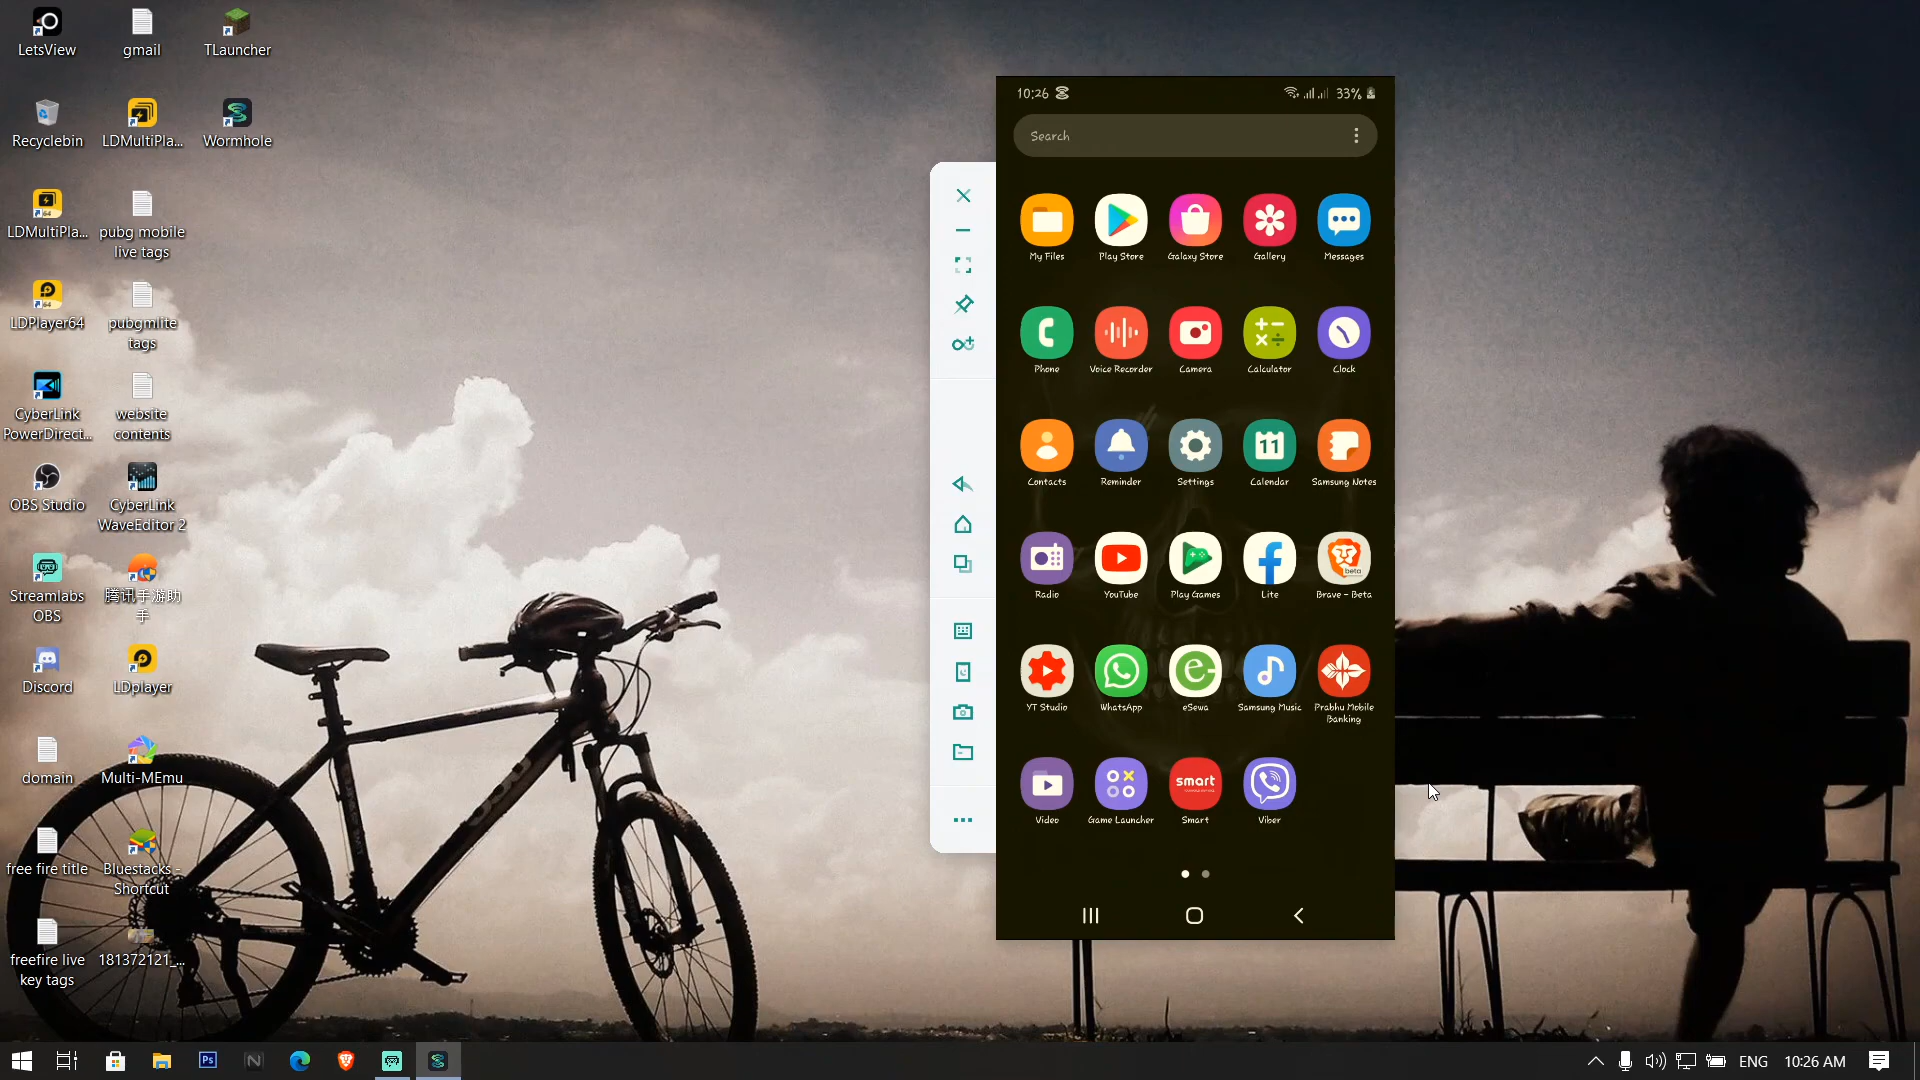 LetsView
gmail
TLauncher
Recyclebin
LDMultiPla...
Wormhole
LDMultiPla...
pubg mobile
live tags
LDPlayer64
pubgmlite
tags
CyberLink
PowerDirect...
website
contents
OBS Studio
CyberLink
WaveEditor 2
Streamlabs
OBS
腾讯手游助
手
Discord
LDplayer
domain
Multi-MEmu
free fire title
Bluestacks -
Shortcut
freefire live
key tags
181372121_...
10:26
33%
Search
My Files
Play Store
Galaxy Store
Gallery
Messages
Phone
Voice Recorder
Camera
Calculator
Clock
11
Contacts
Reminder
Settings
Calendar
Samsung Notes
beta
Radio
YouTube
Play Games
Lite
Brave - Beta
YT Studio
WhatsApp
eSewa
Samsung Music
Prabhu Mobile
Banking
smart
Video
Game Launcher
Smart
Viber
Ps
ENG
10:26 AM